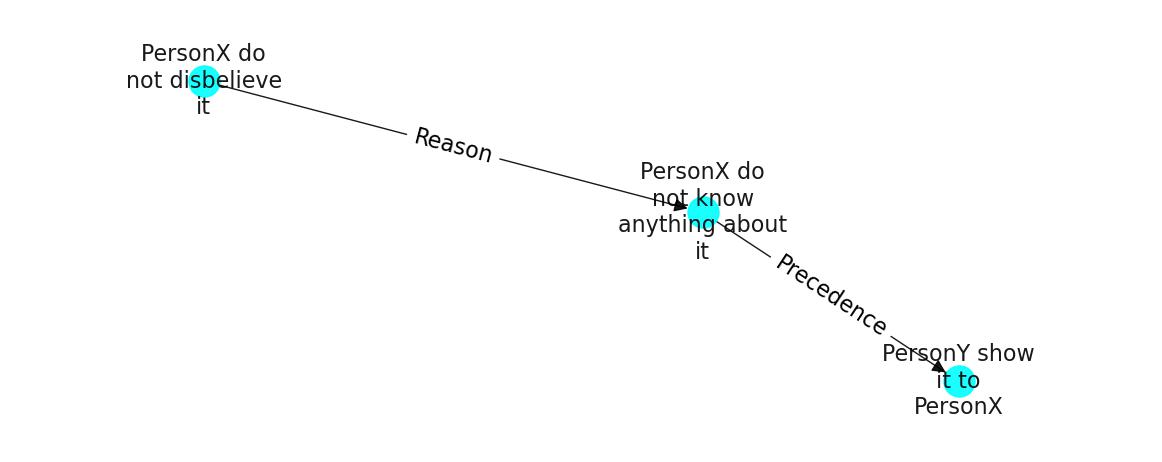 PersonX do
not disbelieve
it
Reason
PersonX do
not know
anything about
it
Precedence
PersonY show
it to
PersonX